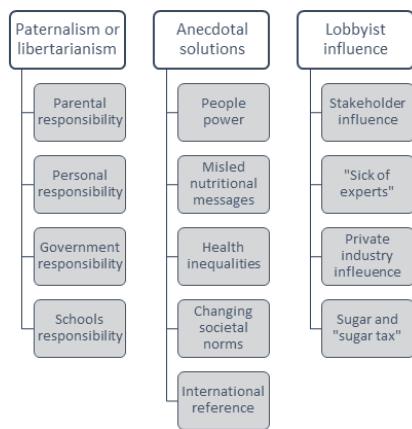 Paternalism or
libertarianism
Parental
responsibility
Personal
responsibility
Government
responsibility
Schools
responsibility
Anecdotal
solutions
People
power
Misled
nutritional
messages
Health
inequalities
Changing
societal
norms
International
reference
Lobbyist
influence
Stakeholder
influence
"Sick of
experts"
Private
industry
infleuence
Sugar and
"sugar tax"